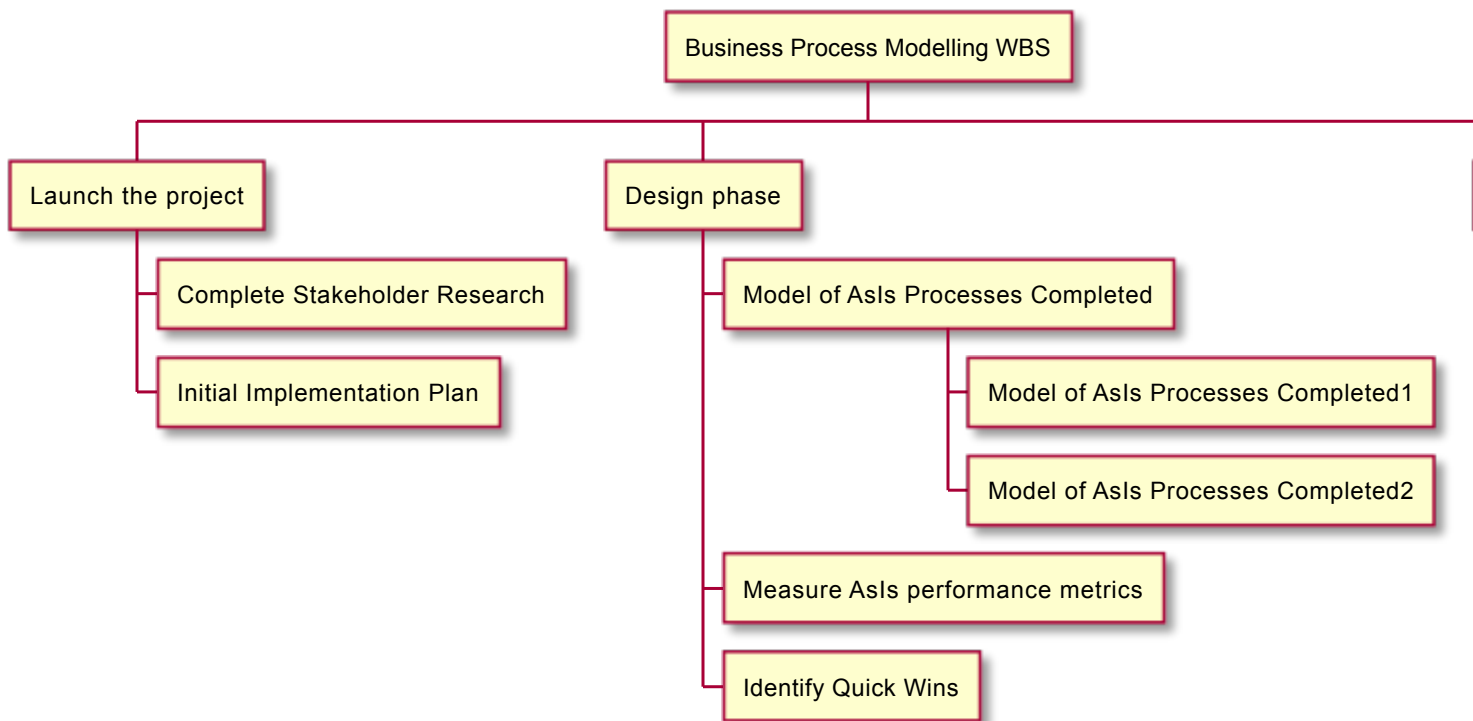 Business Process Modelling WBS
Launch the project
Design phase
Complete Stakeholder Research
Model of AsIs Processes Completed
Initial Implementation Plan
Model of AsIs Processes Completed1
Model of AsIs Processes Completed2
Measure AsIs performance metrics
Identify Quick Wins